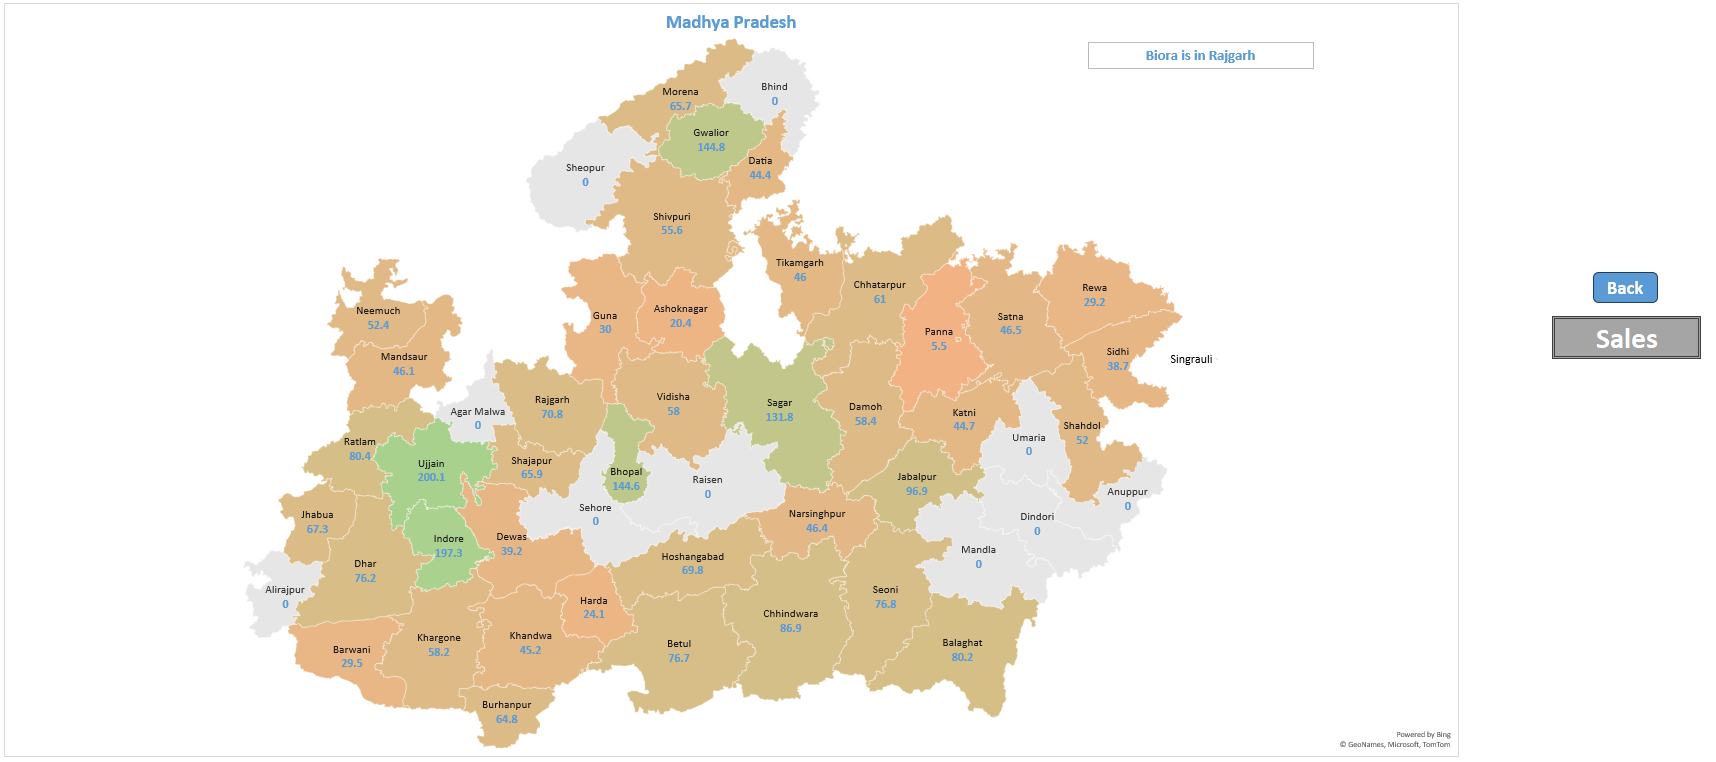 Madhya Pradesh
Biora is in Rajgarh
Morena
65.7
Bhind
0
Gwalior
144.8
Datia
44.4
Sheopur
0
Shivpuri
55.6
Tikamgarh
46
Chhatarpur
61
Rewa
29.2
Neemuch
52.4
Guna
30
Ashoknagar
20.4
Panna
5.5
Satna
46.5
Back
Sales
Mandsaur
46.1
Sidhi
38.7
Singrauli
Agar Malwa
0
Rajgarh
70.8
Vidisha
58
Sagar
131.8
Damoh
58.4
Katni
44.7
Shahdol
52
Umaria
0
Ratlam
80.4
Ujjain
200.1
Shajapur
65.9
Bhopal
144.6
Raisen
0
Jabalpur
96.9
Anuppur
0
Jhabua
67.3
Sehore
0
Narsinghpur
46.4
Dindori
0
Indore
197.3
Dewas
39.2
Mandla
0
Dhar
76.2
Hoshangabad
69.8
Alirajpur
0
Harda
24.1
Chhindwara
86.9
Seoni
76.8
Barwani
29.5
Khargone
58.2
Khandwa
45.2
Betul
76.7
Balaghat
80.2
Burhanpur
64.8
Powered by Bing
© GeoNames, Microsoft, TomTom